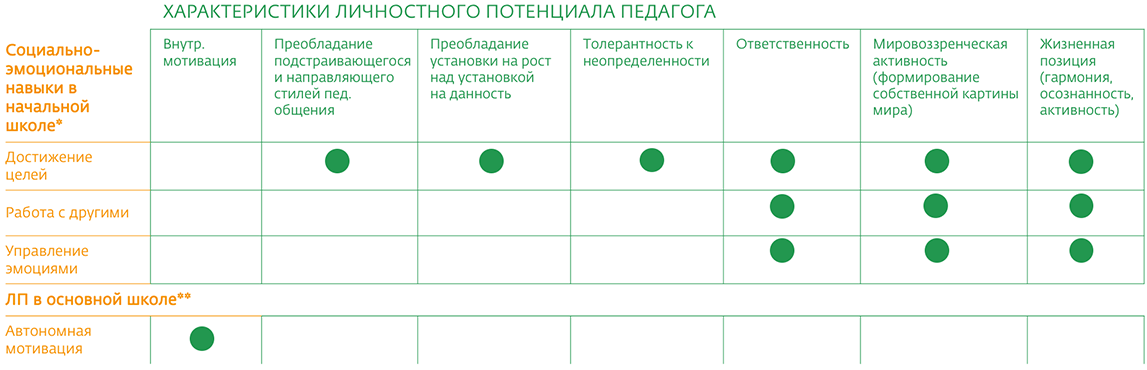 ХАРАКТЕРИСТИКИ ЛИЧНОСТНОГО ПОТЕНЦИАЛА ПЕДАГОГА
Социально-
эмоциональные
навыки в
начальной
школе*
Внутр.
мотивация
Преобладание
подстраивающегося
и направляющего
стилей пед.
общения
Преобладание
установки на рост
над установкой
на данность
Толерантность к
неопределенности
Ответственность
Мировоззренческая
активность
(формирование
собственной картины
мира)
Жизненная
позиция
(гармония,
осознанность,
активность)
Достижение
целей
Работа с другими
Управление
эмоциями
ЛП в основной школе**
Автономная
мотивация